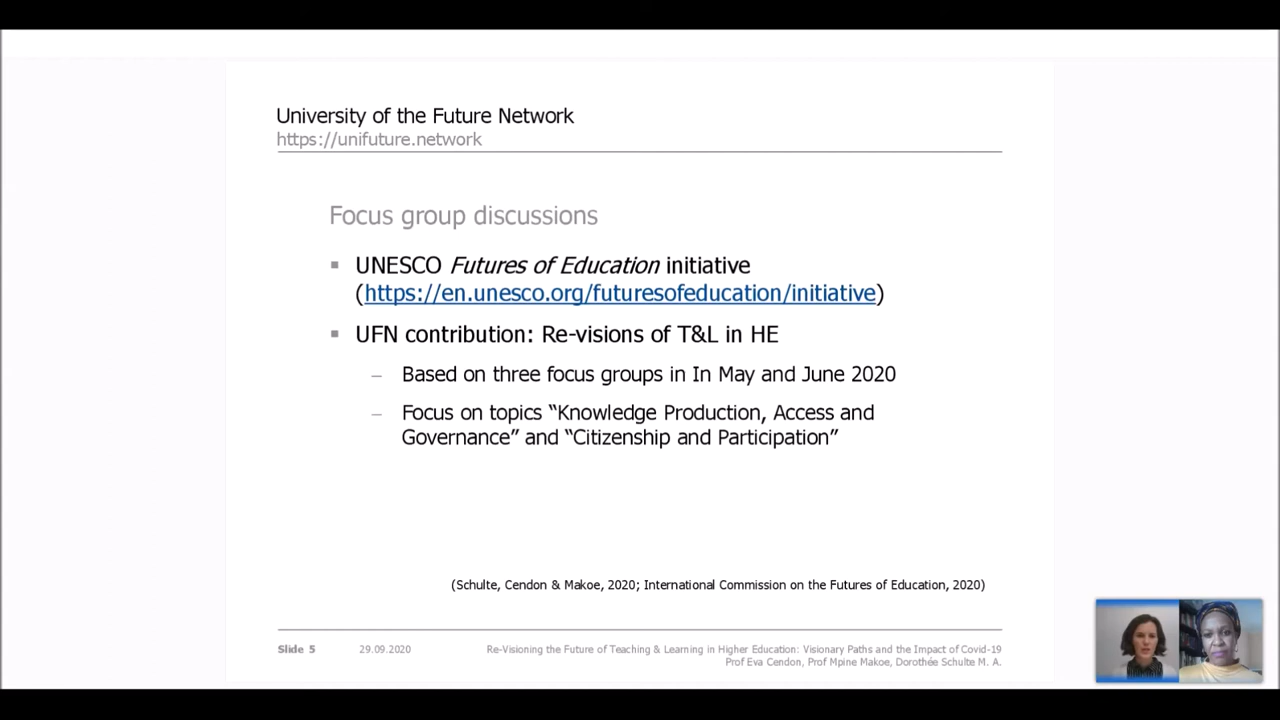 University of the Future Network
https://unifuture.network
Focus group discussions
▪ UNESCO Futures of Education initiative
(https://en.unesco.org/futuresofeducation/initiative)
▪ UFN contribution: Re-visions of T&L in HE
– Based on three focus groups in In May and June 2020
– Focus on topics “Knowledge Production, Access and
Governance” and “Citizenship and Participation”
(Schulte, Cendon & Makoe, 2020; International Commission on the Futures of Education, 2020)
Slide 5 29.09.2020 Re-Visioning the Future of Teaching & Learning in Higher Education: Visionary Paths and the Impact of Covid-19
Prof Eva Cendon, Prof Mpine Makoe, Dorothée Schulte M. A.